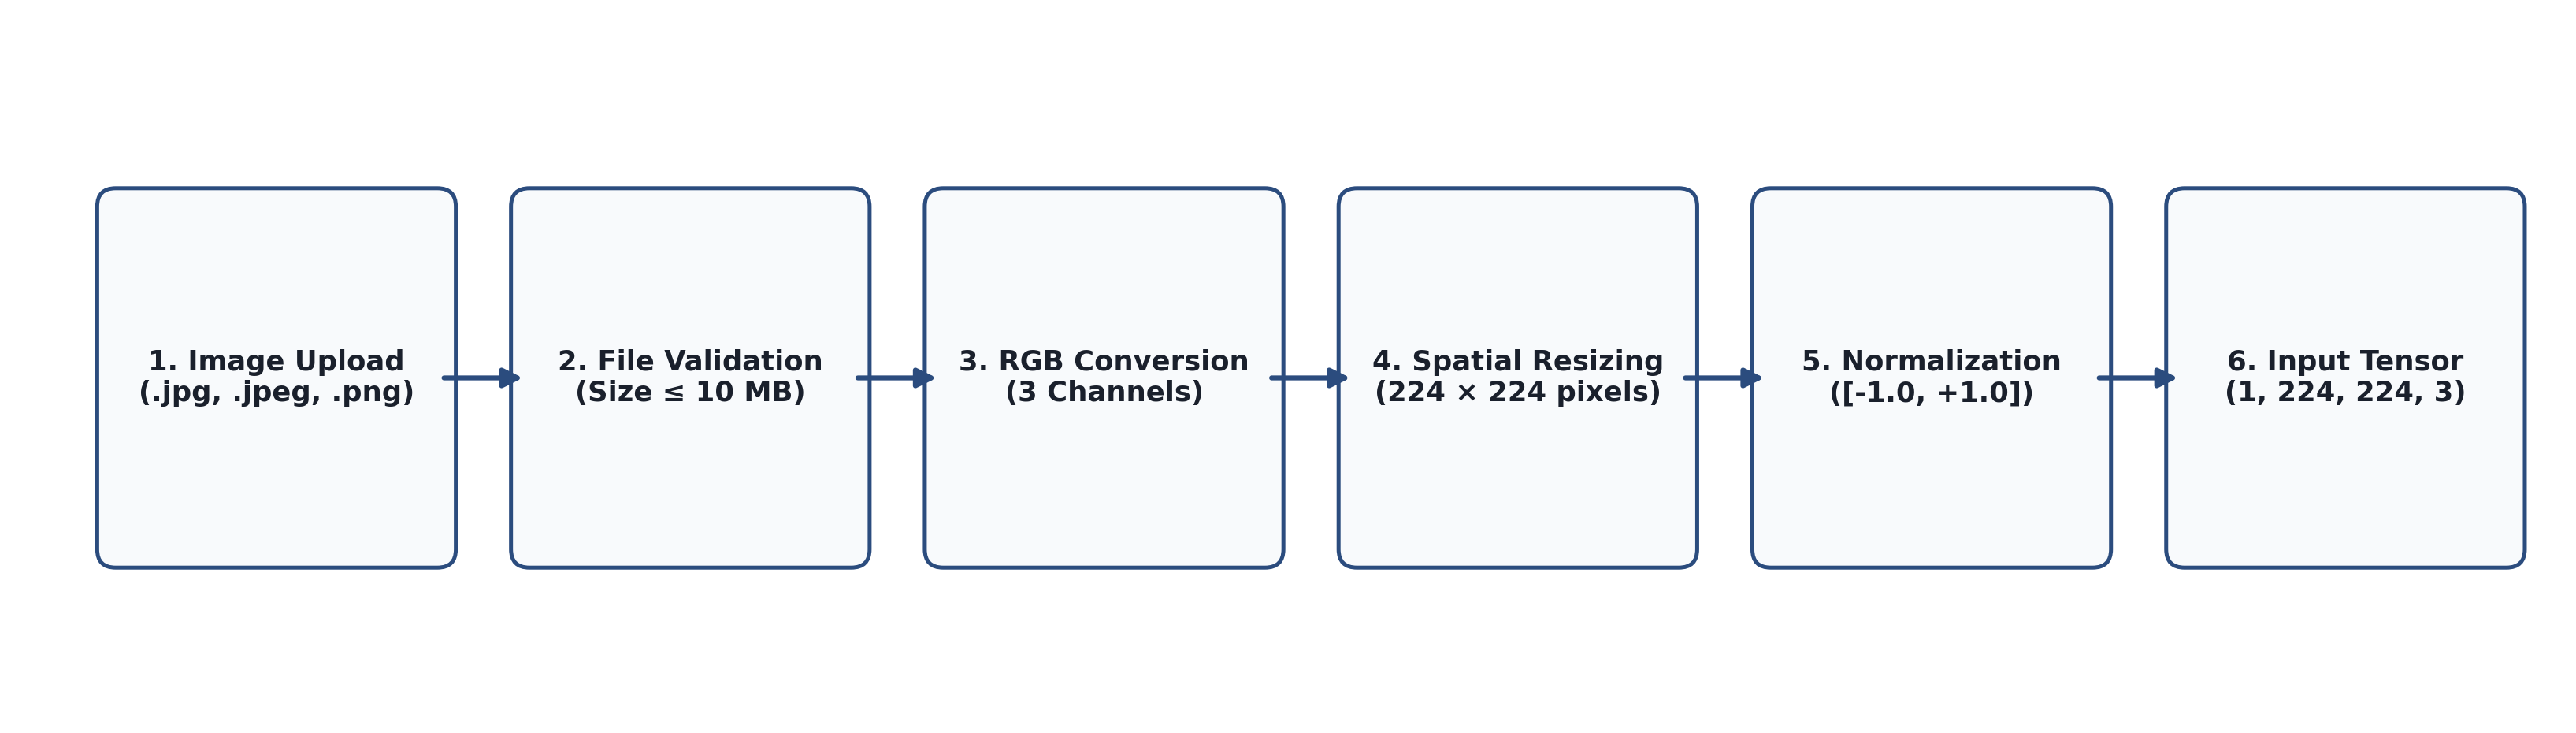 1. Image Upload
(.jpg, .jpeg, .png)
2. File Validation
(Size ≤ 10 MB)
3. RGB Conversion
(3 Channels)
4. Spatial Resizing
(224 × 224 pixels)
5. Normalization
([-1.0, +1.0])
6. Input Tensor
(1, 224, 224, 3)